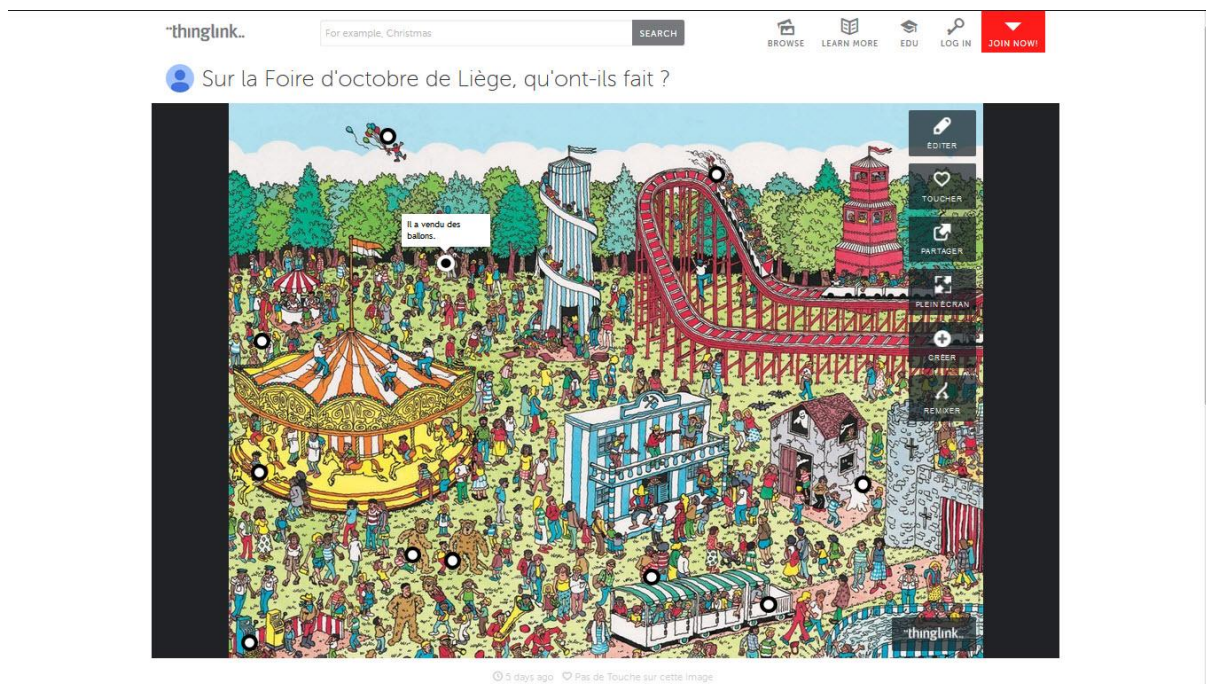 thinglink..
For example, Christmas
SEARCH
BROWSE
LEARN MORE
EDU
LOG IN
JOIN NOW!
Sur la Foire d'octobre de Liège, qu'ont-ils fait ?
ÉDITER
TOUCHER
Il a vendu des
ballons.
PARTAGER
PLEIN ÉCRAN
CRÉER
REMIXER
thinglink..
5 days ago
Pas de Touche sur cette image